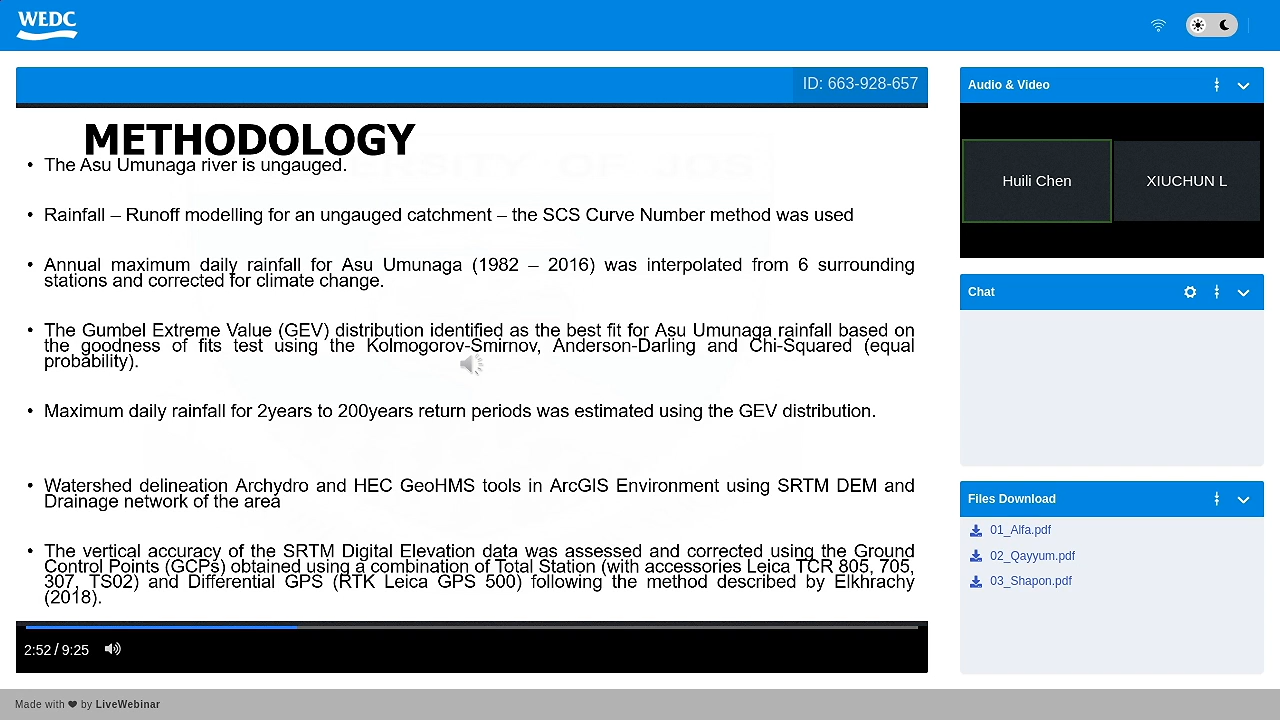 WEDC
ID: 663-928-657
METHODOLOGY
• The Asu Umunaga river is ungauged.
• Rainfall – Runoff modelling for an ungauged catchment – the SCS Curve Number method was used
• Annual maximum daily rainfall for Asu Umunaga (1982 – 2016) was interpolated from 6 surrounding
stations and corrected for climate change.
• The Gumbel Extreme Value (GEV) distribution identified as the best fit for Asu Umunaga rainfall based on
the goodness of fits test using the Kolmogorov-Smirnov, Anderson-Darling and Chi-Squared (equal
probability).
• Maximum daily rainfall for 2years to 200years return periods was estimated using the GEV distribution.
• Watershed delineation Archydro and HEC GeoHMS tools in ArcGIS Environment using SRTM DEM and
Drainage network of the area
• The vertical accuracy of the SRTM Digital Elevation data was assessed and corrected using the Ground
Control Points (GCPs) obtained using a combination of Total Station (with accessories Leica TCR 805, 705,
307, TS02) and Differential GPS (RTK Leica GPS 500) following the method described by Elkhrachy
(2018).
UNIVERSITY OF JOS
2:52 / 9:25
Audio & Video
Huili Chen
XIUCHUN L
Chat
Files Download
01_Alfa.pdf
02_Qayyum.pdf
03_Shapon.pdf
Made with ❤ by LiveWebinar